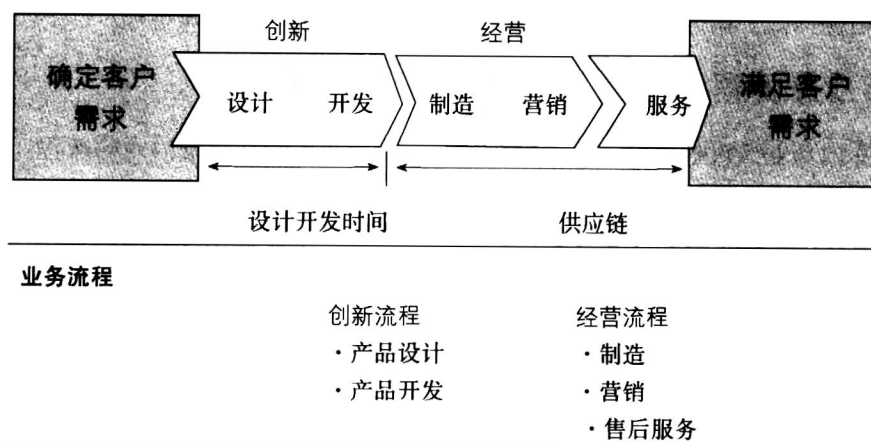 创新 经营
确定客户
需求
设计 开发 制造 营销 服务
满足客户
需求
设计开发时间 供应链
业务流程
创新流程 经营流程
·产品设计 ·制造
·产品开发 ·营销
·售后服务